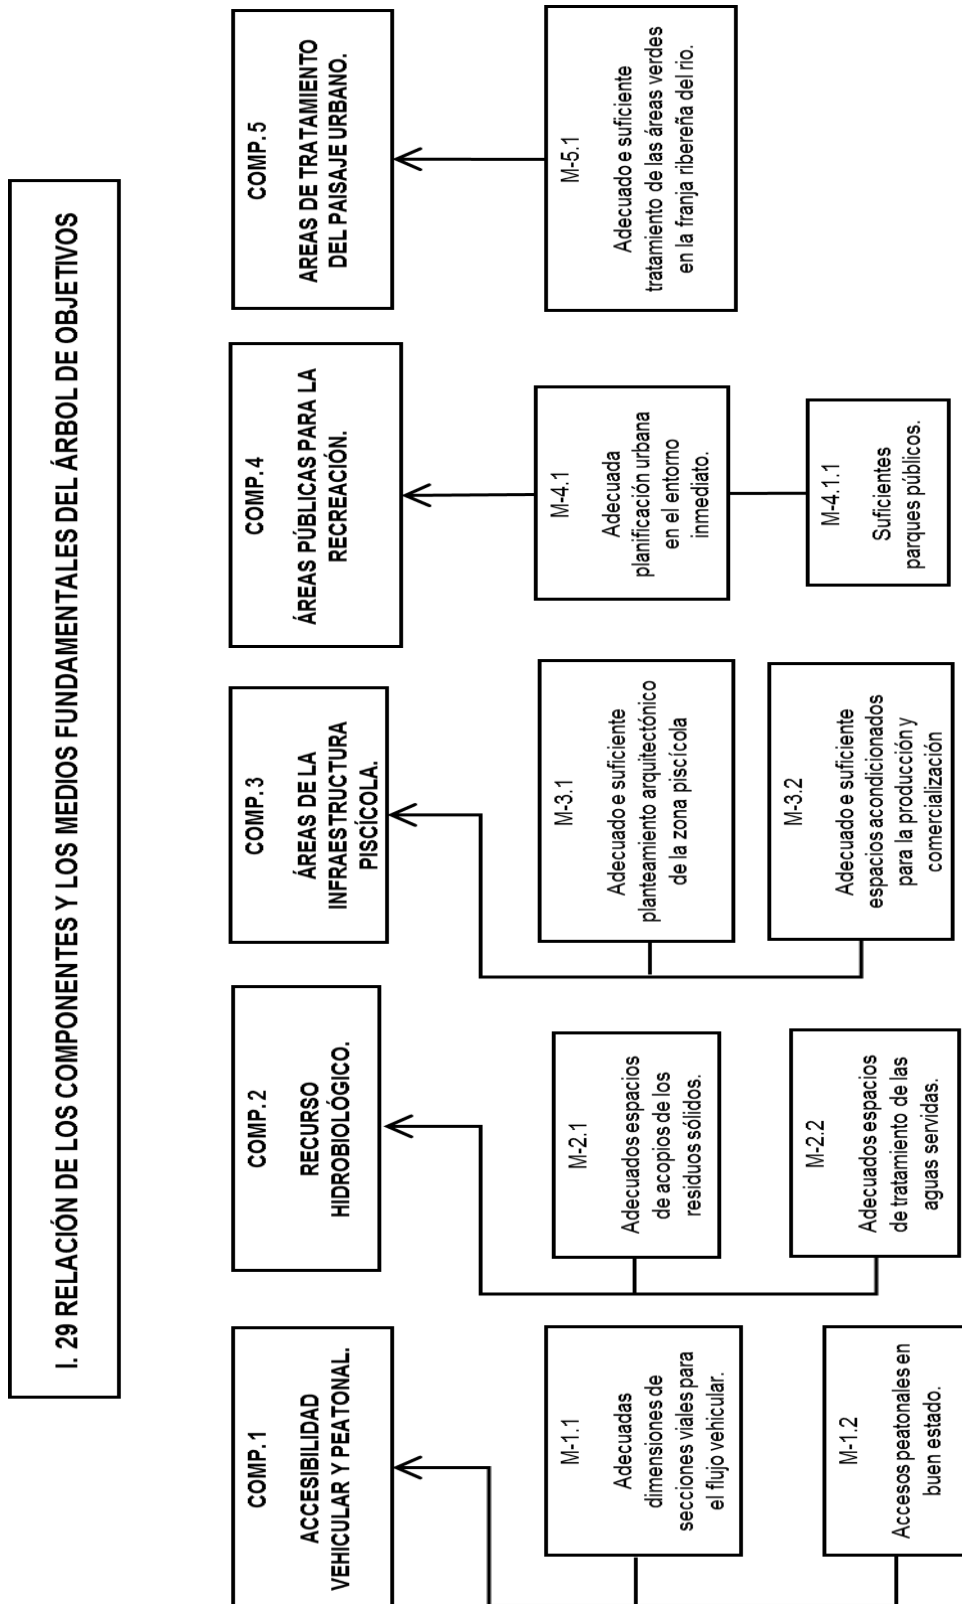 I. 29 RELACIÓN DE LOS COMPONENTES Y LOS MEDIOS FUNDAMENTALES DEL ÁRBOL DE OBJETIVOS
COMP. 1
ACCESIBILIDAD
VEHICULAR Y PEATONAL.
M-1.1
Adecuadas
dimensiones de
secciones viales para
el flujo vehicular.
M-1.2
Accesos peatonales en
buen estado.
COMP. 2
RECURSO
HIDROBIOLÓGICO.
M-2.1
Adecuados espacios
de acopios de los
residuos sólidos.
M-2.2
Adecuados espacios
de tratamiento de las
aguas servidas.
COMP. 3
ÁREAS DE LA
INFRAESTRUCTURA
PISCÍCOLA.
M-3.1
Adecuado e suficiente
planteamiento arquitectónico
de la zona piscícola
M-3.2
Adecuado e suficiente
espacios acondicionados
para la producción y
comercialización
COMP. 4
ÁREAS PÚBLICAS PARA LA
RECREACIÓN.
M-4.1
Adecuada
planificación urbana
en el entorno
inmediato.
M-4.1.1
Suficientes
parques públicos.
COMP. 5
AREAS DE TRATAMIENTO
DEL PAISAJE URBANO.
M-5.1
Adecuado e suficiente
tratamiento de las áreas verdes
en la franja ribereña del rio.